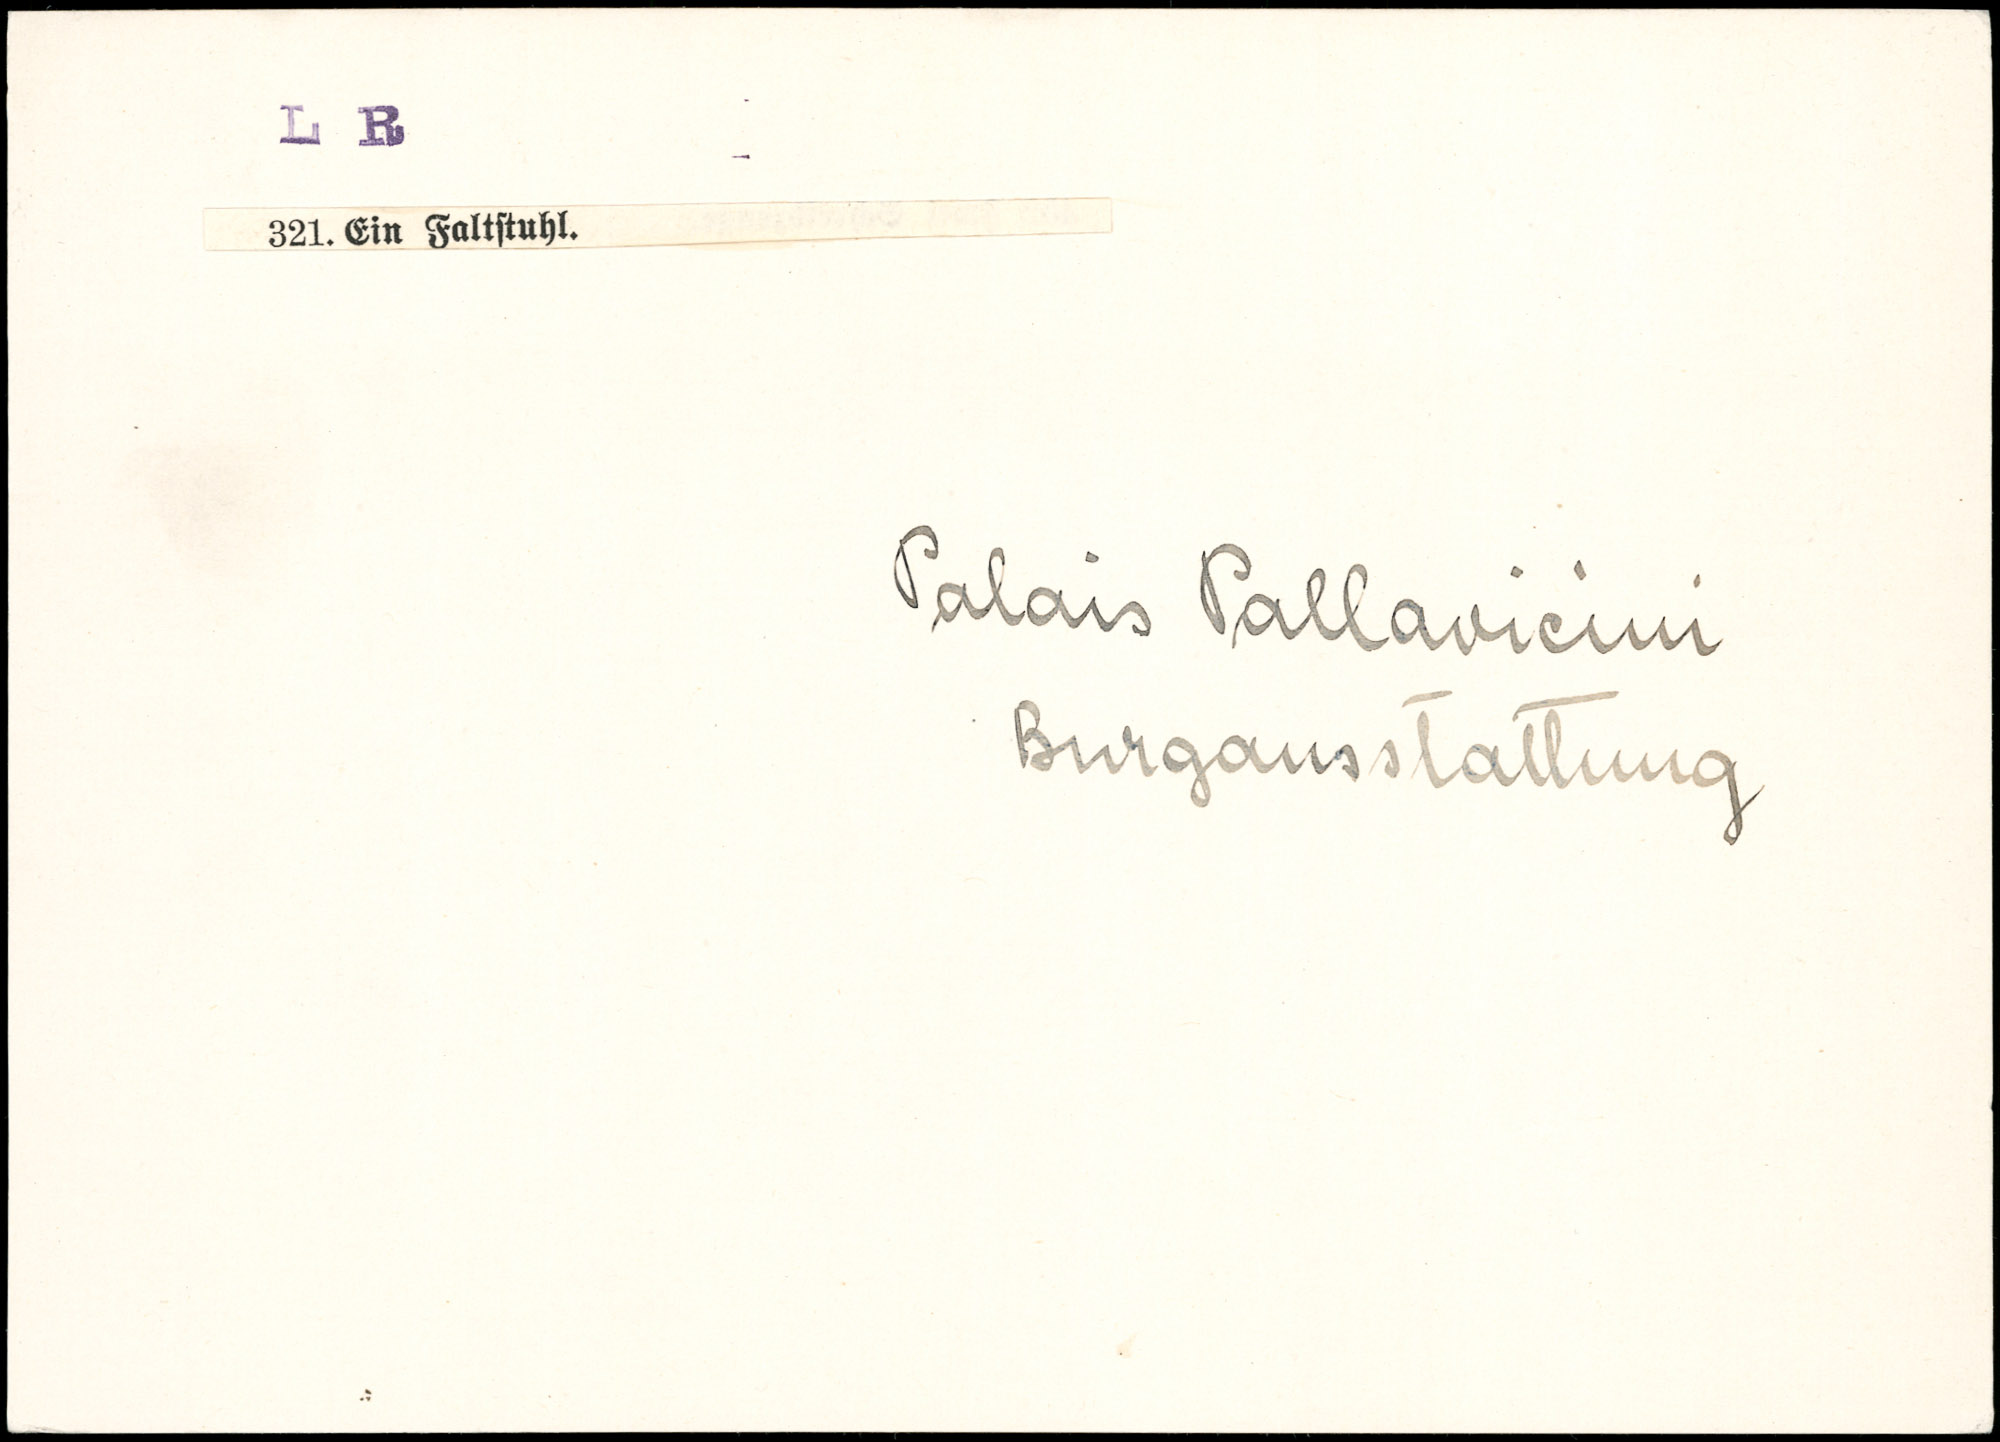 L R
321. Ein Faltstuhl.
Palais Pallavicini
Burgausstattung